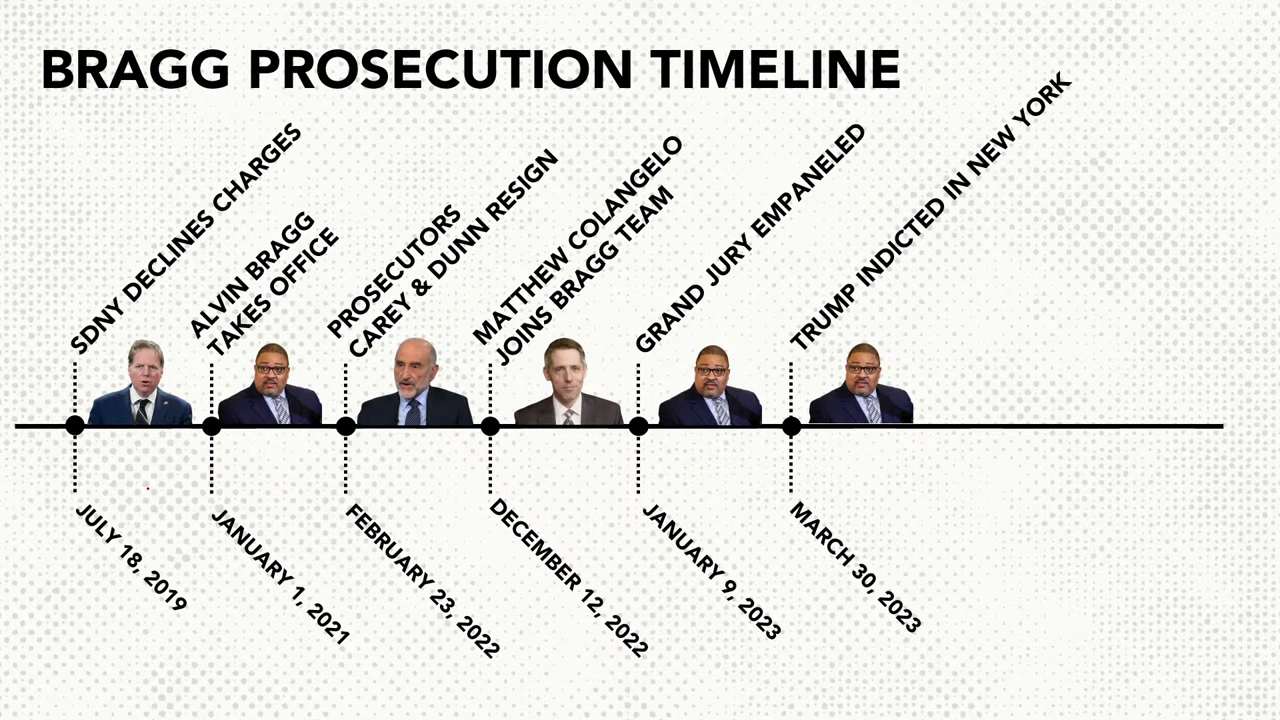 BRAGG PROSECUTION TIMELINE
SDNY DECLINES CHARGES
ALVIN BRAGG
TAKES OFFICE
PROSECUTORS
CAREY & DUNN RESIGN
MATTHEW COLANGELO
JOINS BRAGG TEAM
GRAND JURY EMPANELED
TRUMP INDICTED IN NEW YORK
JULY 18, 2019
JANUARY 1, 2021
FEBRUARY 23, 2022
DECEMBER 12, 2022
JANUARY 9, 2023
MARCH 30, 2023